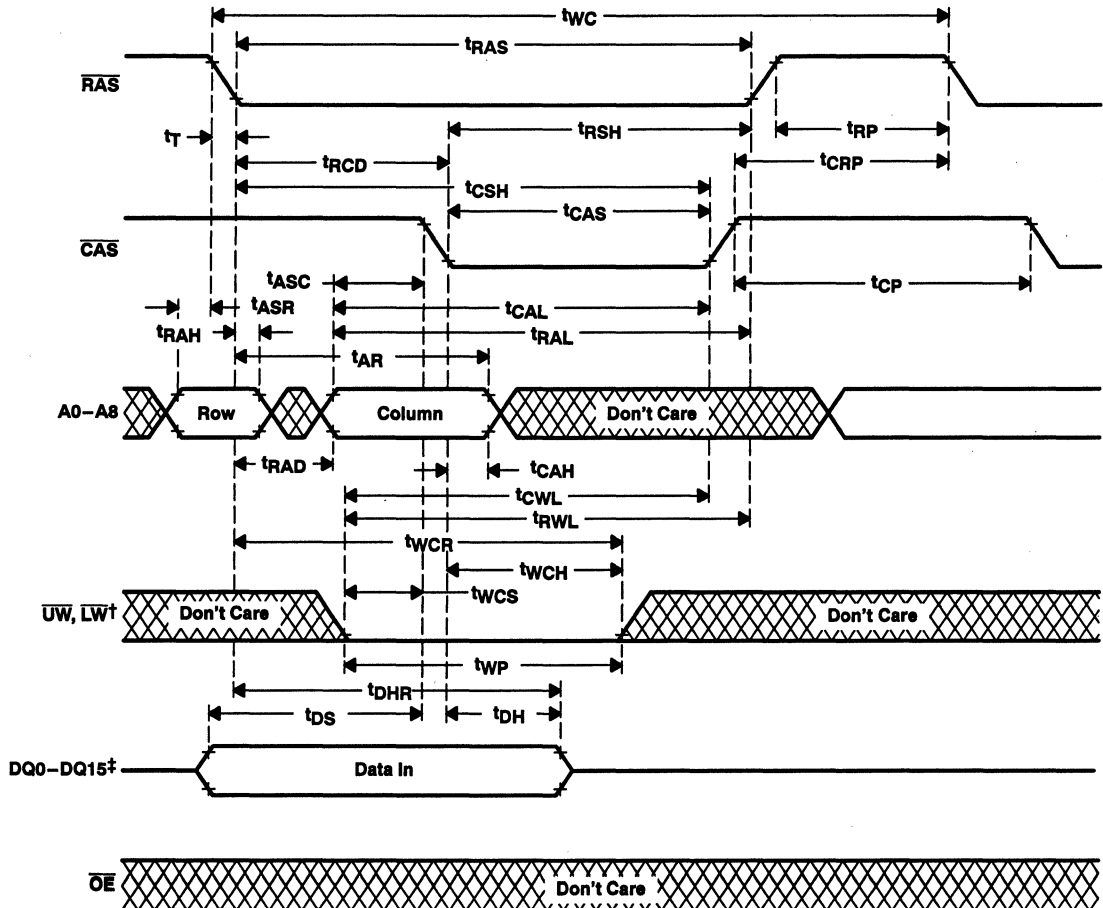 tWC
tRAS
RAS
tT
tRSH
tRP
tRCD
tCRP
tCSH
tCAS
CAS
tASC
tCP
tASR
tCAL
tRAH
tRAL
tAR
A0–A8
Row
Column
Don't Care
tRAD
tCAH
tCWL
tRWL
tWCR
tWCH
tWCS
UW, LW†
Don't Care
Don't Care
tWP
tDHR
tDS
tDH
DQ0–DQ15‡
Data In
OE
Don't Care